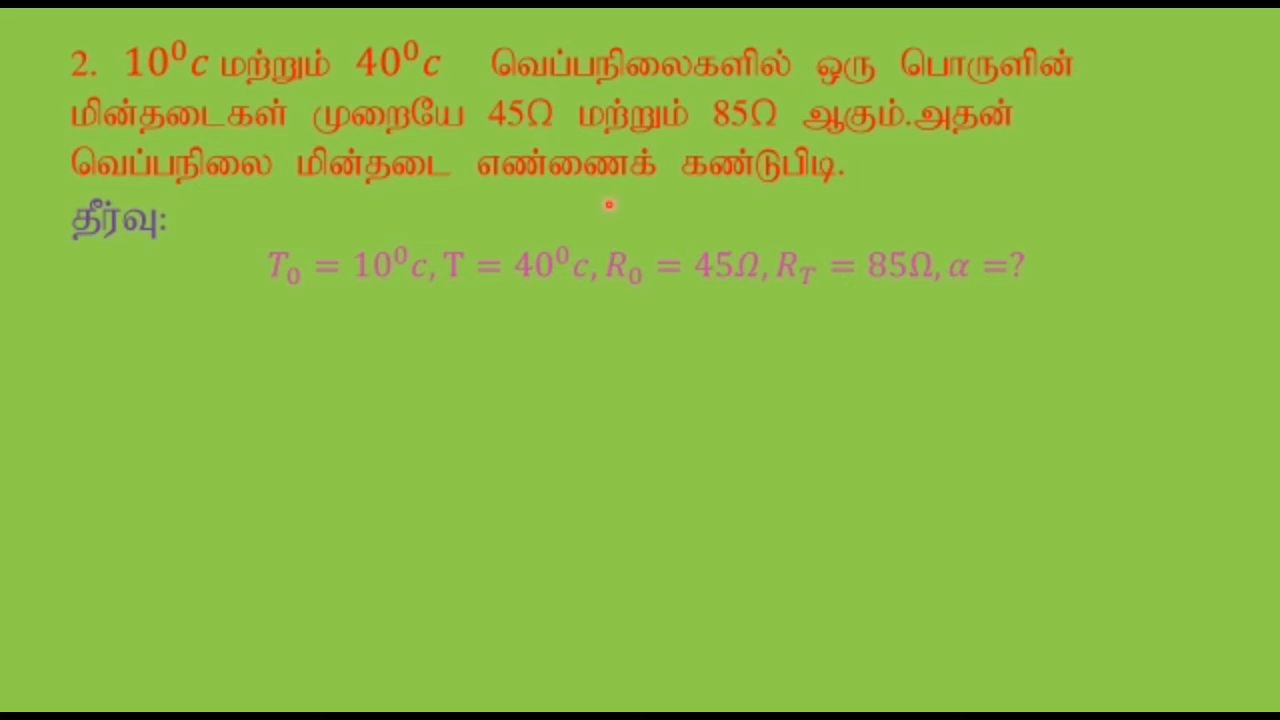 2. 10⁰c மற்றும் 40⁰c வெப்பநிலைகளில் ஒரு பொருளின்
மின்தடைகள் முறையே 45Ω மற்றும் 85Ω ஆகும்.அதன்
வெப்பநிலை மின்தடை எண்ணைக் கண்டுபிடி.
தீர்வு:
T₀ = 10⁰c, T = 40⁰c, R₀ = 45Ω, R_T = 85Ω, α =?